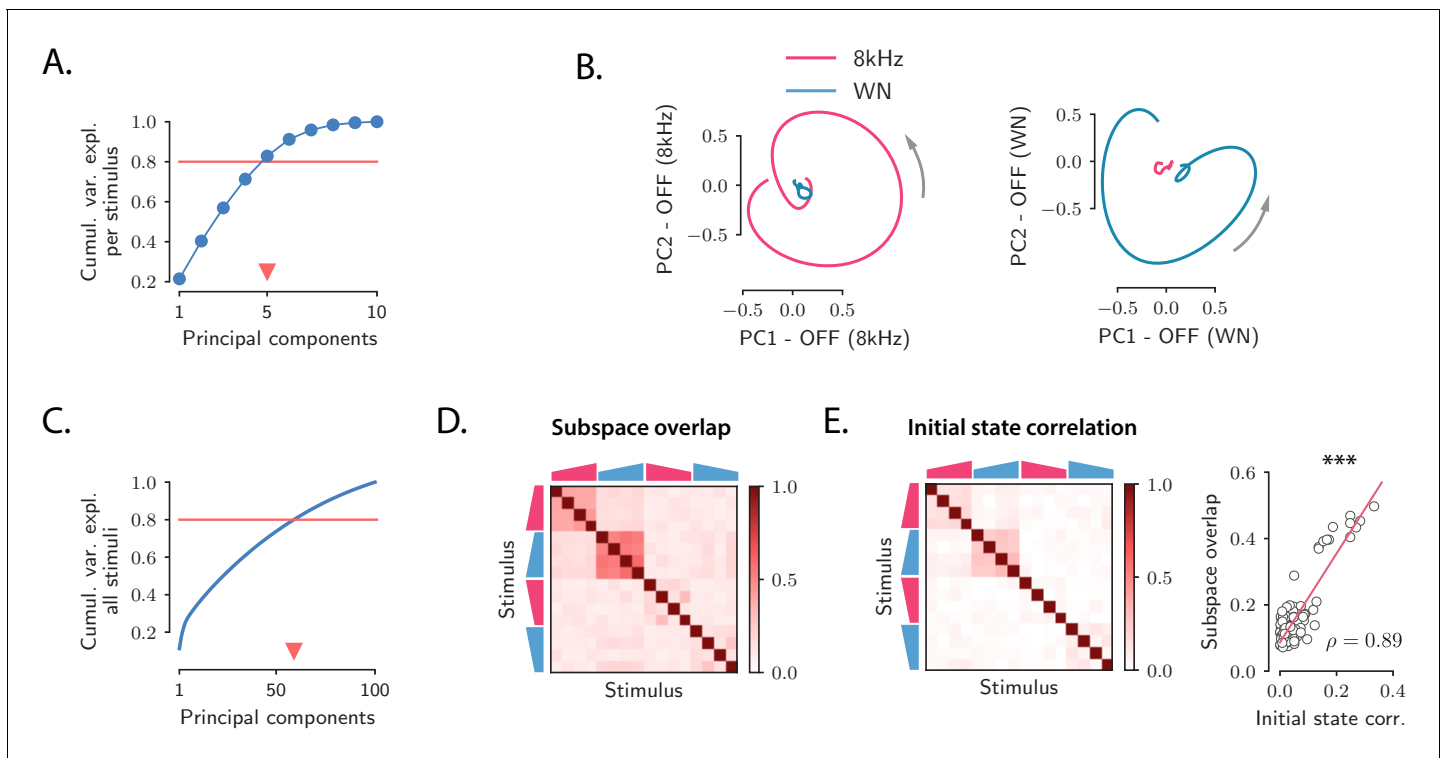 A.
Cumul. var. expl.
per stimulus
1.0
0.8
0.6
0.4
0.2
1
5
10
Principal components
B.
8kHz
WN
PC2 - OFF (8kHz)
0.5
0.0
−0.5
−0.5
0.0
0.5
PC1 - OFF (8kHz)
PC2 - OFF (WN)
0.5
0.0
−0.5
−0.5
0.0
0.5
PC1 - OFF (WN)
C.
Cumul. var. expl.
all stimuli
1.0
0.8
0.6
0.4
0.2
1
50
100
Principal components
D.
Subspace overlap
Stimulus
Stimulus
1.0
0.5
0.0
E.
Initial state correlation
Stimulus
Stimulus
1.0
0.5
0.0
***
Subspace overlap
0.6
0.4
0.2
0.0
ρ = 0.89
0.0
0.2
0.4
Initial state corr.